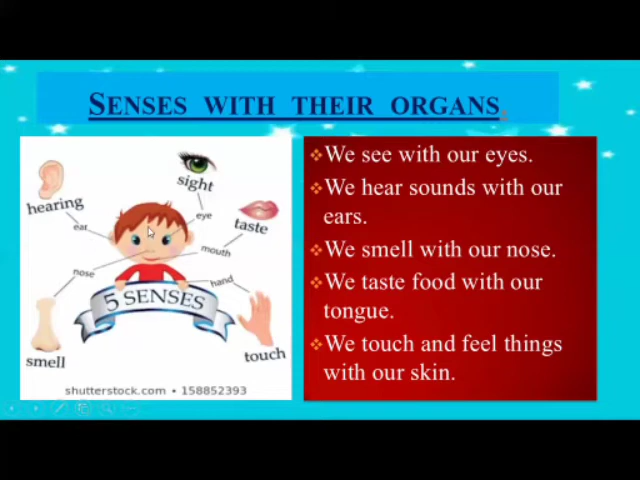 SENSES WITH THEIR ORGANS.
sight
hearing
eye
taste
ear
mouth
nose
hand
5 SENSES
smell
touch
shutterstock.com • 158852393
❖We see with our eyes.
❖We hear sounds with our
ears.
❖We smell with our nose.
❖We taste food with our
tongue.
❖We touch and feel things
with our skin.